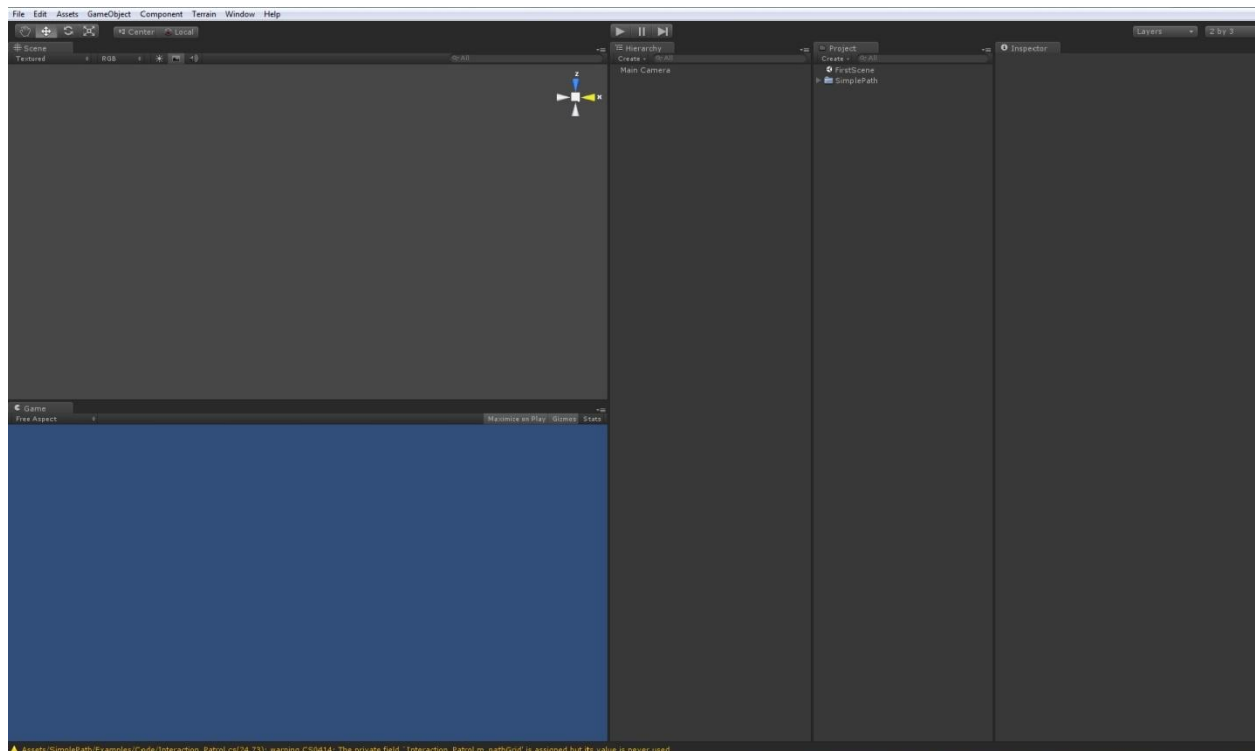 File Edit Assets GameObject Component Terrain Window Help
Center Local
Layers 2 by 3
Scene
Textured RGB All
z
x
Hierarchy
Create All
Main Camera
Project
Create All
FirstScene
SimplePath
Inspector
Game
Free Aspect Maximize on Play Gizmos Stats
Assets/SimplePath/Examples/Code/Interaction_Patrol.cs(24,73): warning CS0414: The private field `Interaction_Patrol.m_pathGrid' is assigned but its value is never used